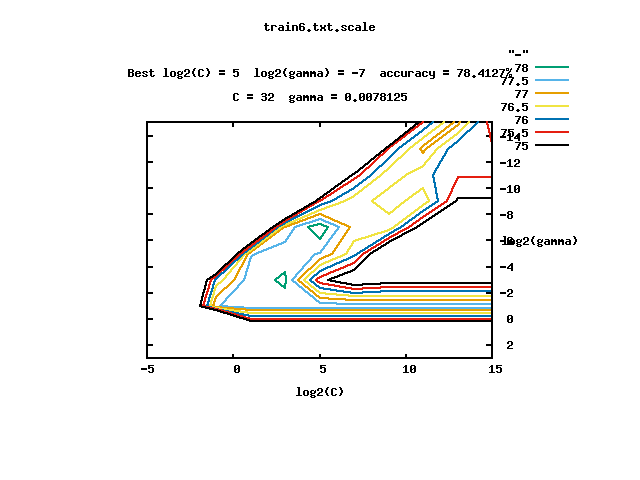 train6.txt.scale
"-"
Best log2(C) = 5  log2(gamma) = -7  accuracy = 78.4127%
78
77.5
C = 32  gamma = 0.0078125
77
76.5
76
75.5
75
-14
-12
-10
-8
-6
log2(gamma)
-4
-2
0
2
-5 0 5 10 15
log2(C)